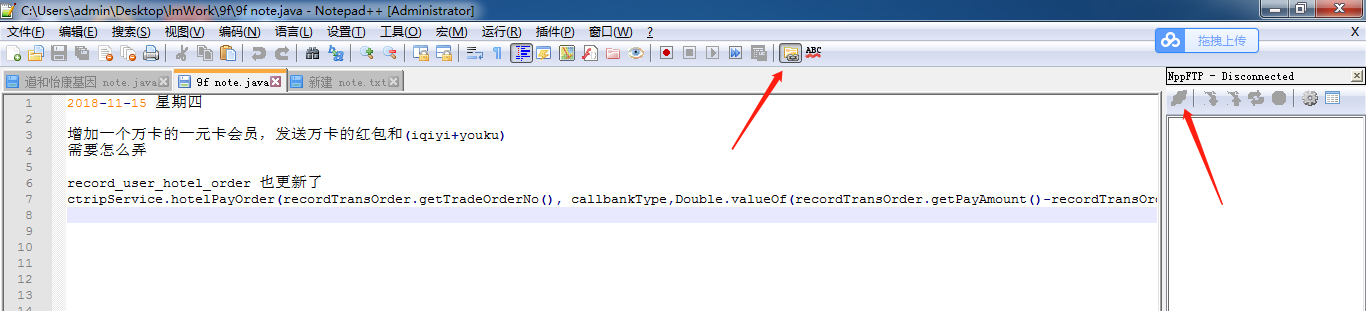 C:\Users\admin\Desktop\lmWork\9f\9f note.java - Notepad++ [Administrator]
文件(F) 编辑(E) 搜索(S) 视图(V) 编码(N) 语言(L) 设置(T) 工具(O) 宏(M) 运行(R) 插件(P) 窗口(W) ? X
拖拽上传
ABC
道和怡康基因 note.java 9f note.java 新建 note.txt
NppFTP - Disconnected
1 2018-11-15 星期四
2
3 增加一个万卡的一元卡会员，发送万卡的红包和(iqiyi+youku)
4 需要怎么弄
5
6 record_user_hotel_order 也更新了
7 ctripService.hotelPayOrder(recordTransOrder.getTradeOrderNo(), callbankType,Double.valueOf(recordTransOrder.getPayAmount()-recordTransOrd
8
9
10
11
12
13